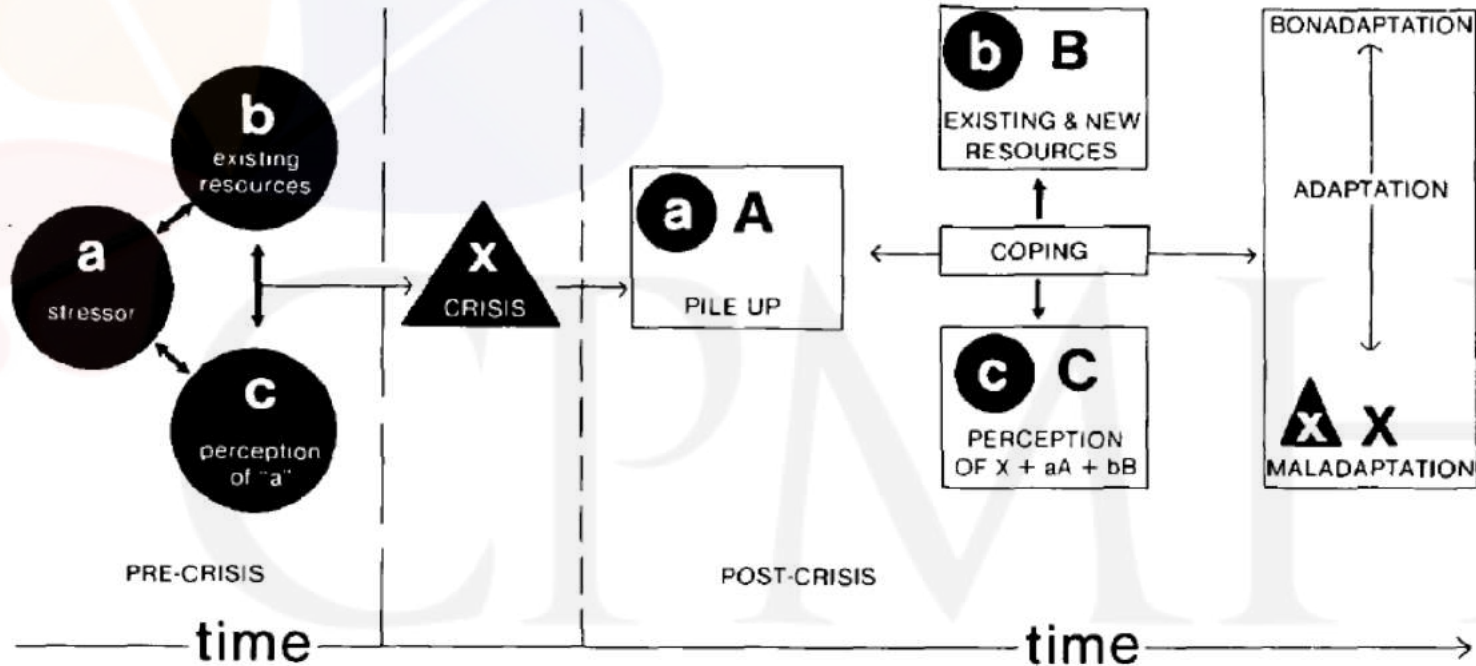 b
existing
resources
a
stressor
c
perception
of "a"
x
CRISIS
a A
PILE UP
b B
EXISTING & NEW
RESOURCES
COPING
c C
PERCEPTION
OF X + aA + bB
BONADAPTATION
ADAPTATION
x X
MALADAPTATION
PRE-CRISIS
POST-CRISIS
time
time
CPMH